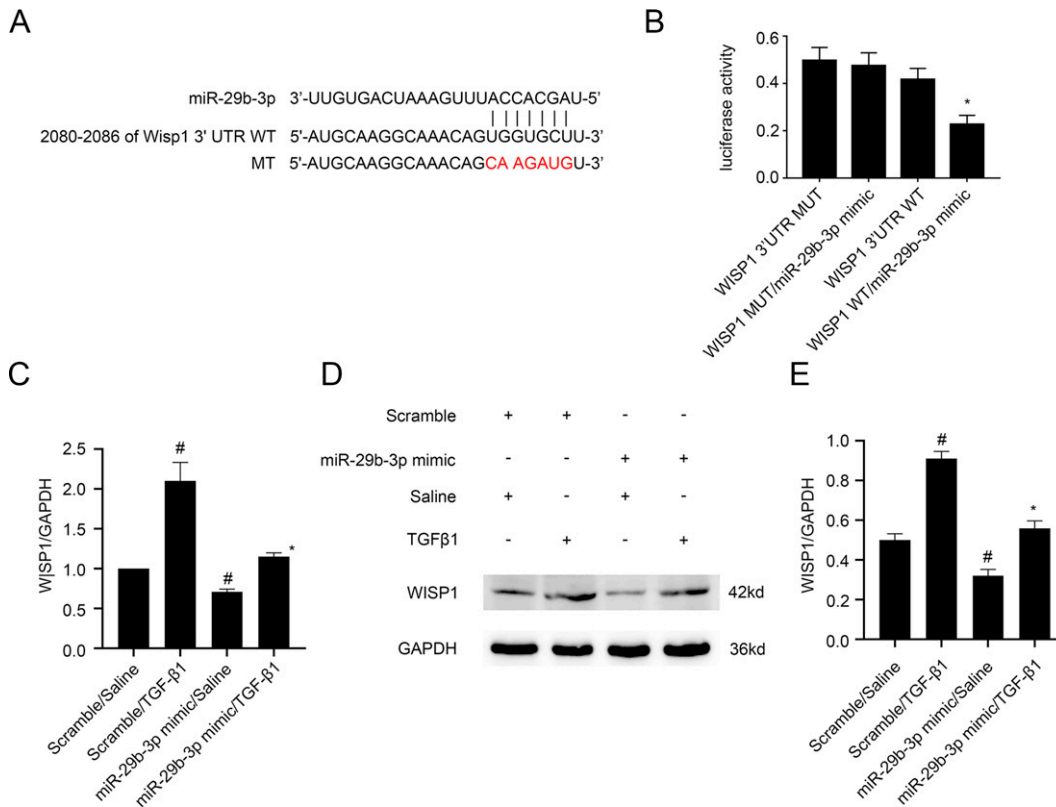 A
miR-29b-3p 3'-UUGUGACUAAAGUUUACCACGAU-5'
2080-2086 of Wisp1 3' UTR WT 5'-AUGCAAGGCAAACAGUGGUGCUU-3'
MT 5'-AUGCAAGGCAAACAGCA AGAUGU-3'
B
luciferase activity
0.6
0.4
0.2
0.0
*
WISP1 3'UTR MUT
WISP1 MUT/miR-29b-3p mimic
WISP1 3'UTR WT
WISP1 WT/miR-29b-3p mimic
C
W|SP1/GAPDH
2.5
2.0
1.5
1.0
0.5
0.0
#
#
*
Scramble/Saline
Scramble/TGF-β1
miR-29b-3p mimic/Saline
miR-29b-3p mimic/TGF-β1
D
Scramble + + - -
miR-29b-3p mimic - - + +
Saline + - + -
TGFβ1 - + - +
WISP1 42kd
GAPDH 36kd
E
WISP1/GAPDH
1.0
0.8
0.6
0.4
0.2
0.0
#
#
*
Scramble/Saline
Scramble/TGF-β1
miR-29b-3p mimic/Saline
miR-29b-3p mimic/TGF-β1